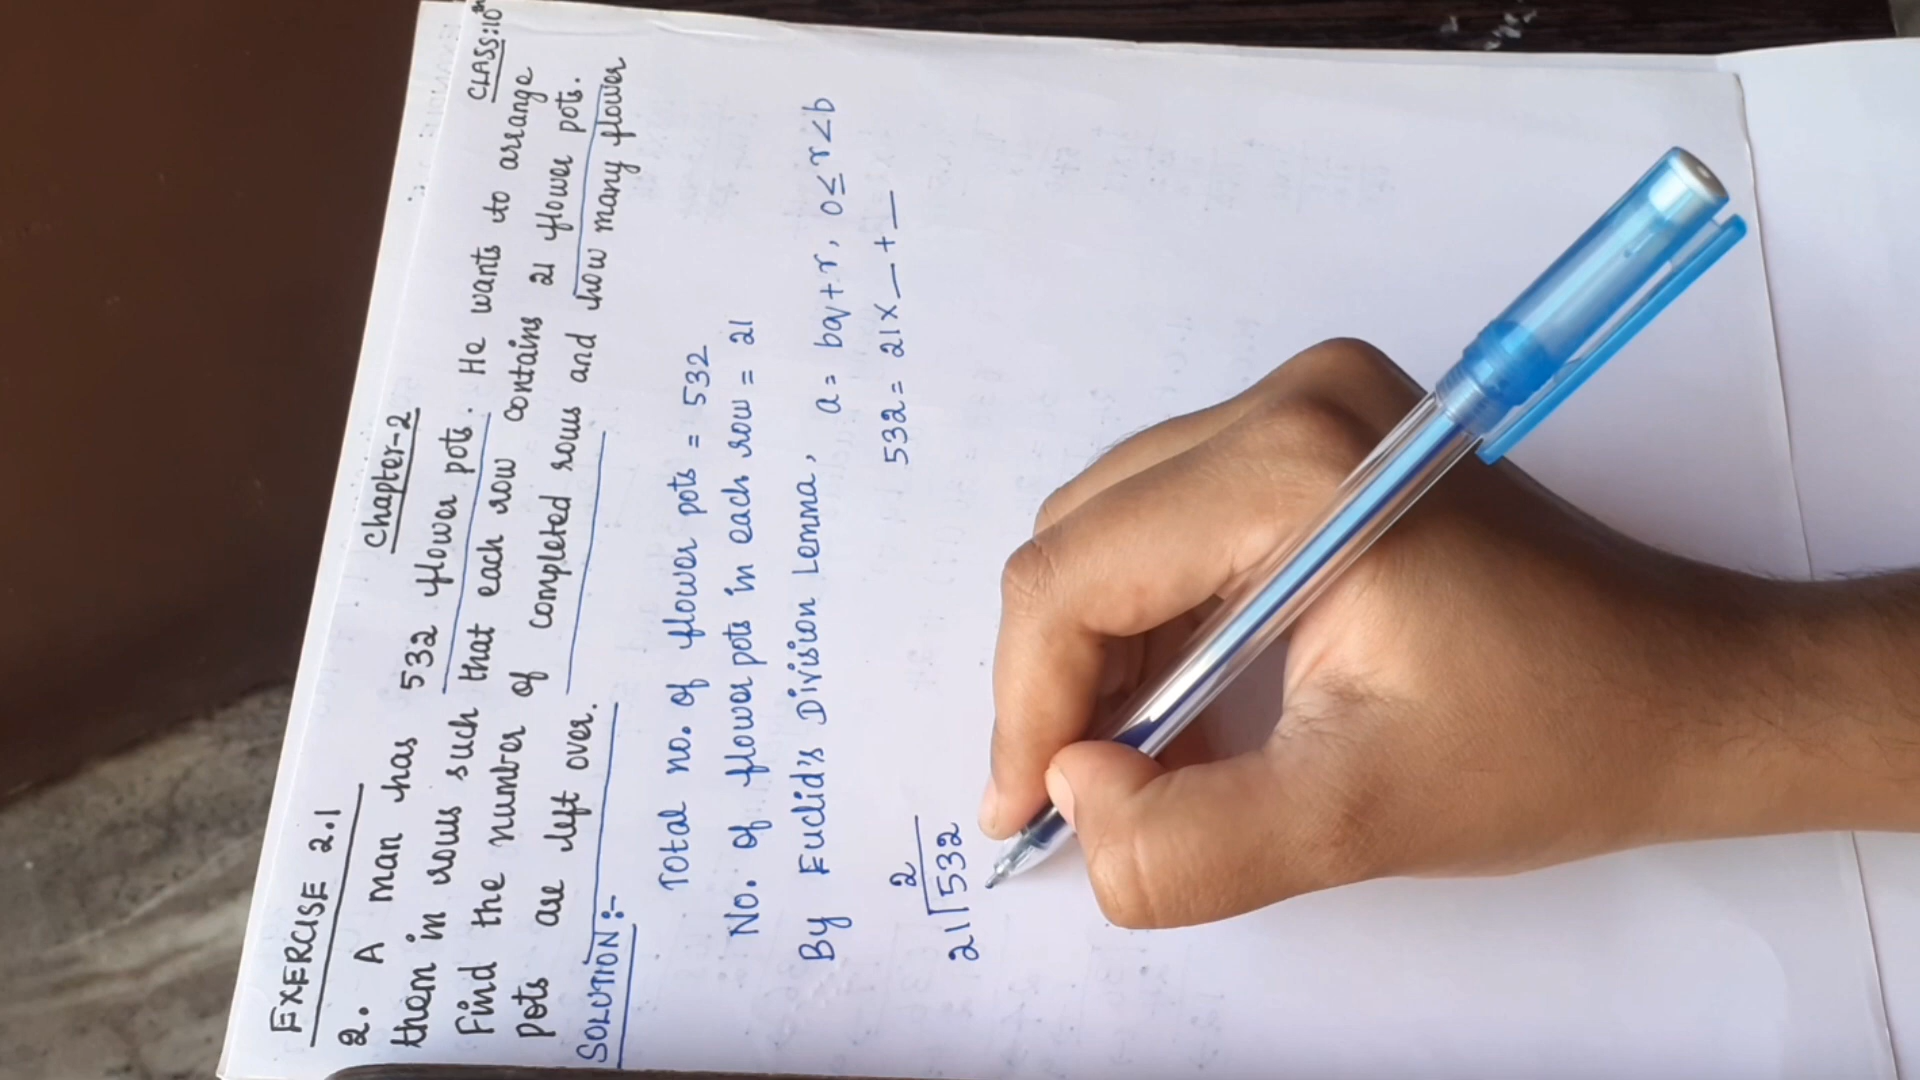 CLASS:10th
Chapter-2
EXERCISE 2.1
2. A man has 532 flower pots. He wants to arrange
them in rows such that each row contains 21 flower pots.
Find the number of completed rows and how many flower
pots are left over.
SOLUTION:-
Total no. of flower pots = 532
No. of flower pots in each row = 21
By Euclid's Division Lemma, a = bq + r, 0 ≤ r < b
532 = 21 × __ + __
2
21 532